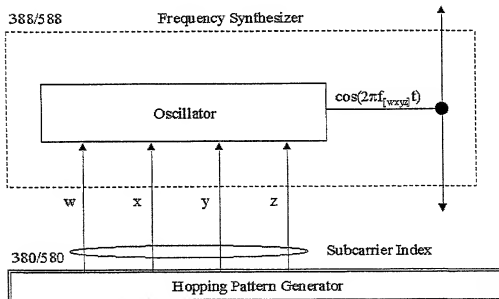 388/588 Frequency Synthesizer
cos(2πf[wxyz]t)
Oscillator
w x y z
380/580 Subcarrier Index
Hopping Pattern Generator